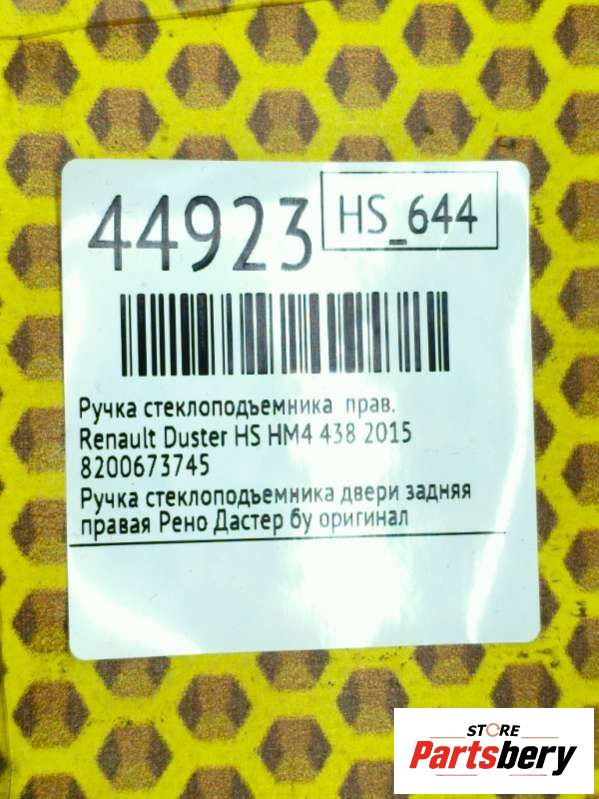 44923
HS_644
Ручка стеклоподъемника прав.
Renault Duster HS HM4 438 2015
8200673745
Ручка стеклоподъемника двери задняя
правая Рено Дастер бу оригинал
STORE
Partsbery